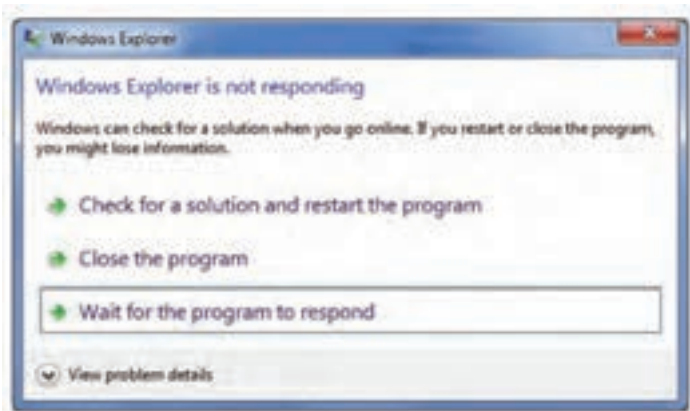 Windows Explorer
Windows Explorer is not responding
Windows can check for a solution when you go online. If you restart or close the program,
you might lose information.
Check for a solution and restart the program
Close the program
Wait for the program to respond
View problem details